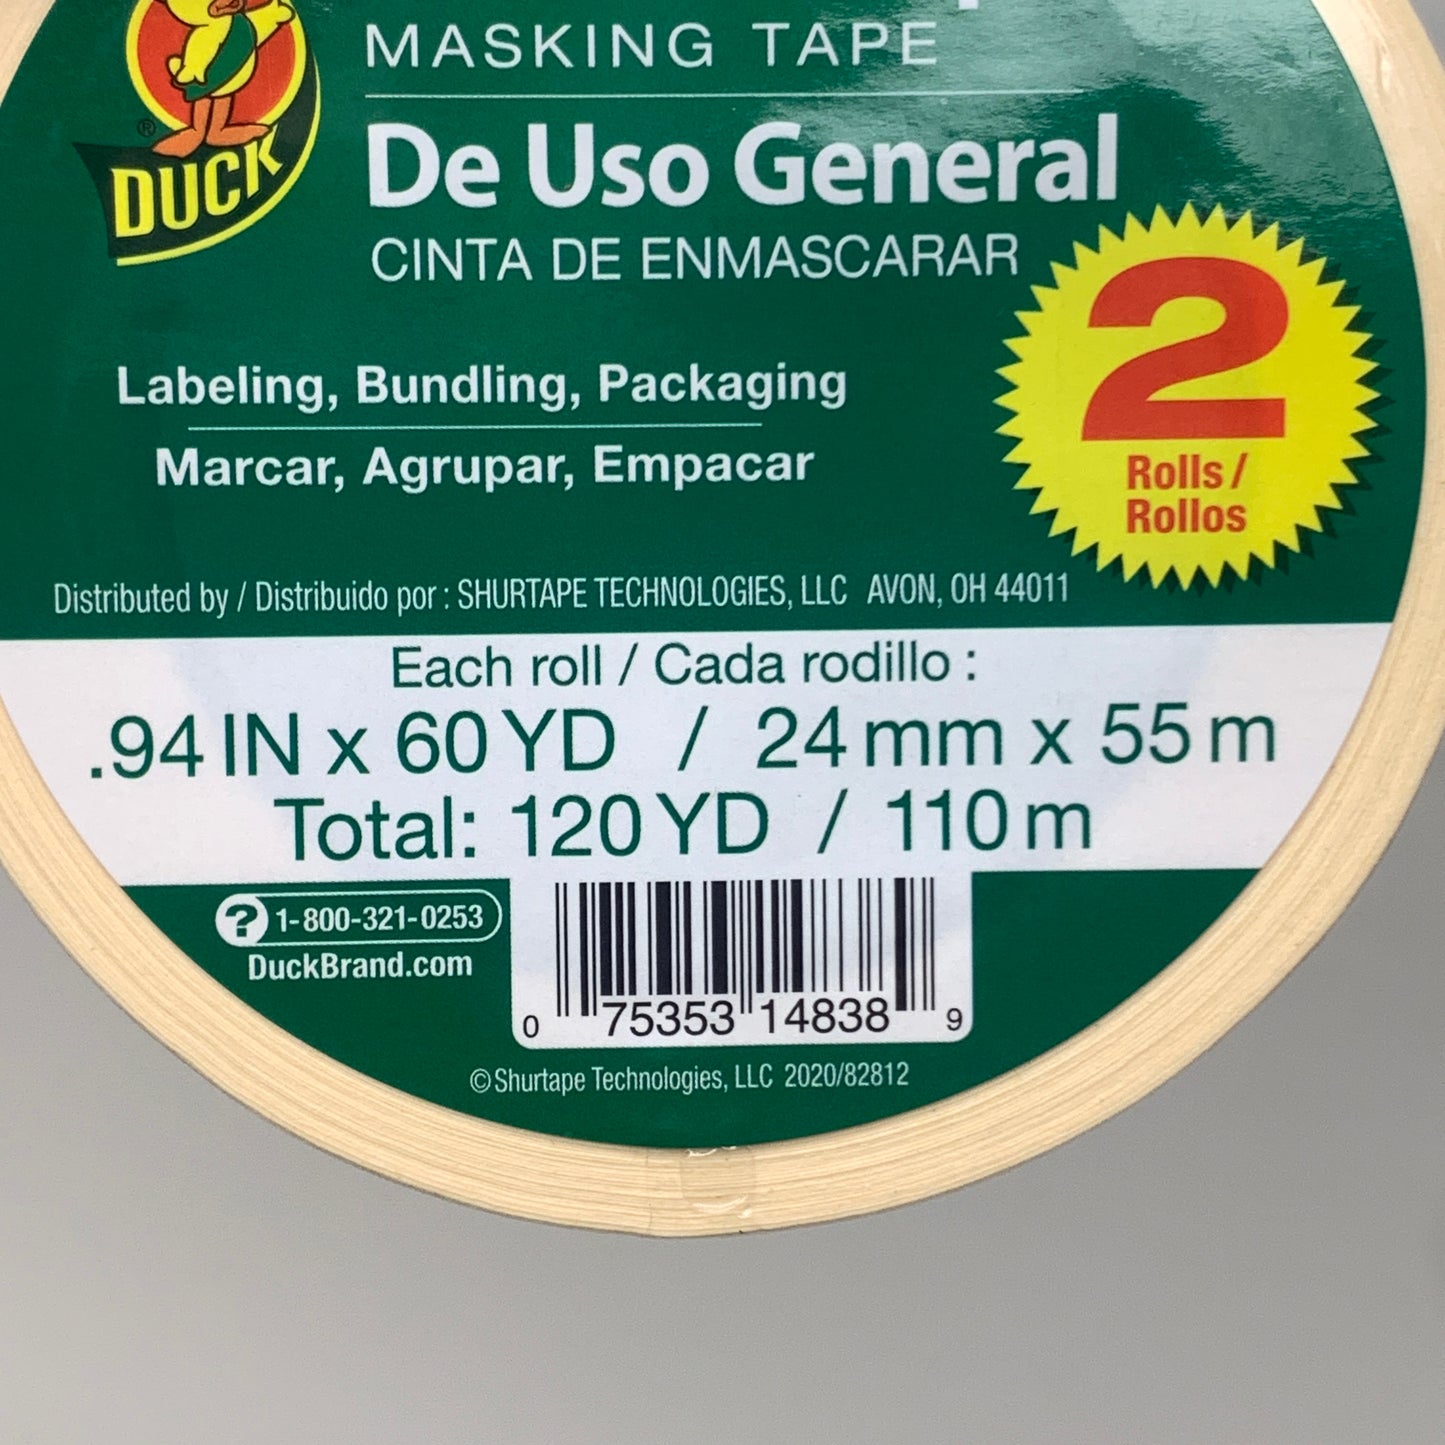 MASKING TAPE
De Uso General
CINTA DE ENMASCARAR
®
DUCK
2
Rolls /
Rollos
Labeling, Bundling, Packaging
Marcar, Agrupar, Empacar
Distributed by / Distribuido por : SHURTAPE TECHNOLOGIES, LLC AVON, OH 44011
Each roll / Cada rodillo :
.94 IN x 60 YD / 24 mm x 55 m
Total: 120 YD / 110 m
? 1-800-321-0253
DuckBrand.com
0 75353 14838 9
© Shurtape Technologies, LLC 2020/82812